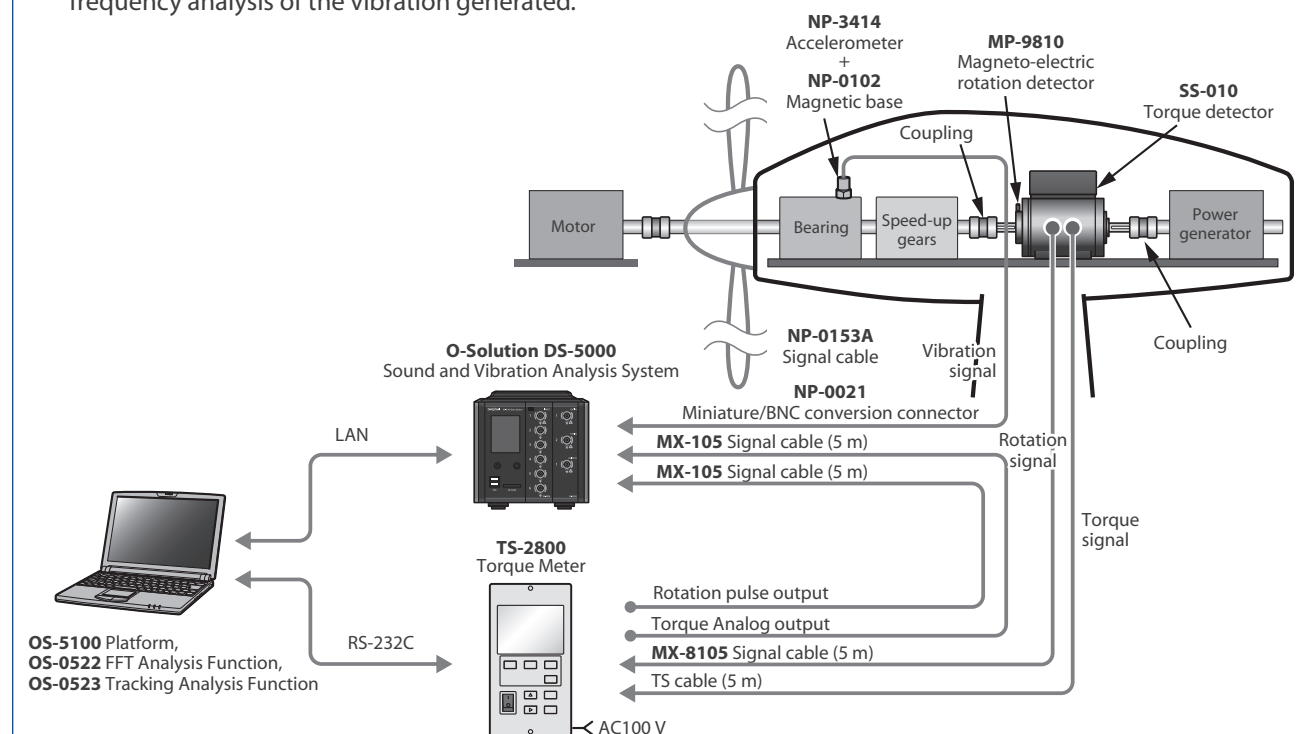 frequency analysis of the vibration generated.
NP-3414
Accelerometer
+
NP-0102
Magnetic base
MP-9810
Magneto-electric
rotation detector
SS-010
Torque detector
Coupling
Motor
Bearing
Speed-up
gears
Power
generator
Coupling
NP-0153A
Signal cable
Vibration
signal
O-Solution DS-5000
Sound and Vibration Analysis System
NP-0021
Miniature/BNC conversion connector
LAN
MX-105 Signal cable (5 m)
MX-105 Signal cable (5 m)
Rotation
signal
Torque
signal
TS-2800
Torque Meter
Rotation pulse output
Torque Analog output
MX-8105 Signal cable (5 m)
TS cable (5 m)
RS-232C
OS-5100 Platform,
OS-0522 FFT Analysis Function,
OS-0523 Tracking Analysis Function
AC100 V